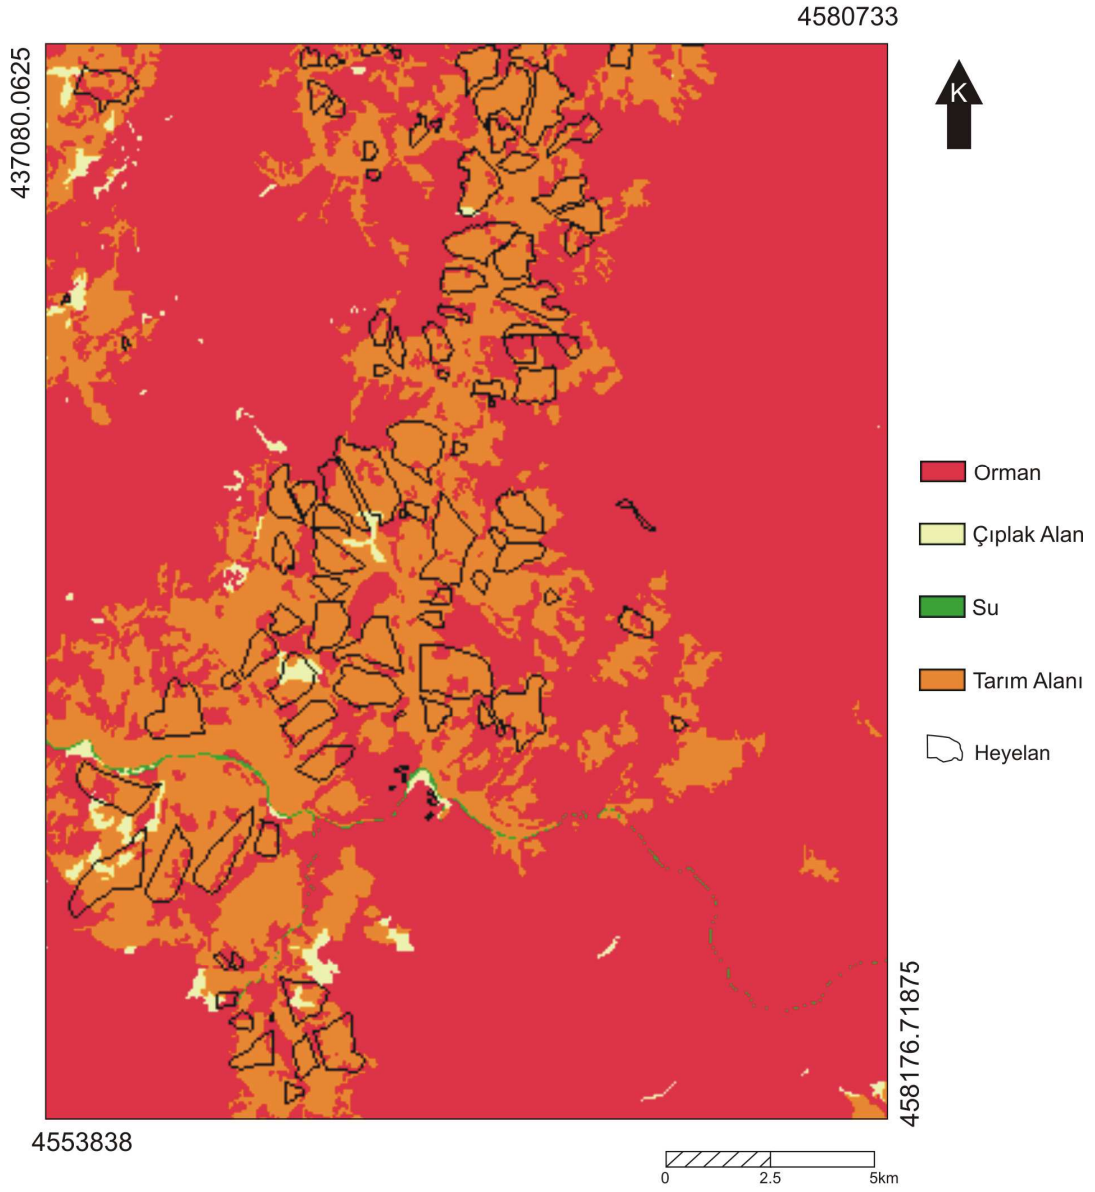 4580733
437080.0625
K
Orman
Çıplak Alan
Su
Tarım Alanı
Heyelan
458176.71875
4553838
0 2.5 5km